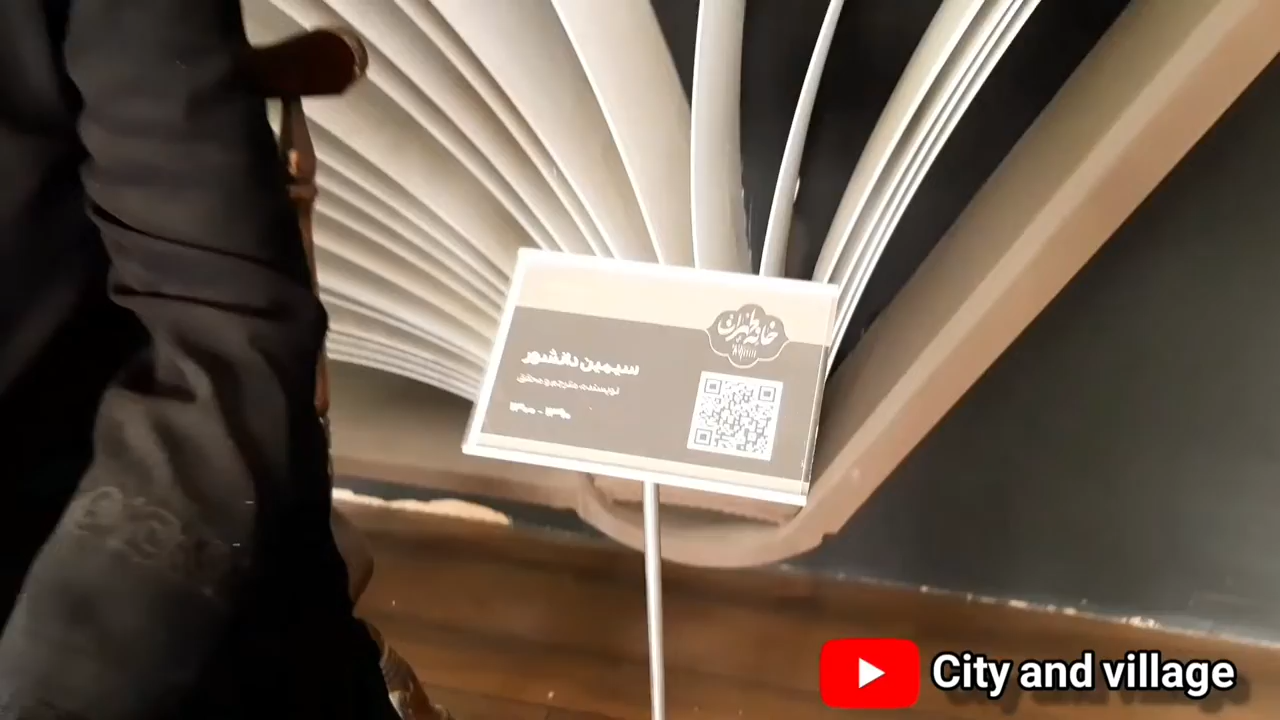 خانه طهران
سیمین دانشور
نویسنده، مترجم و محقق
۱۳۰۰ - ۱۳۹۰
City and village